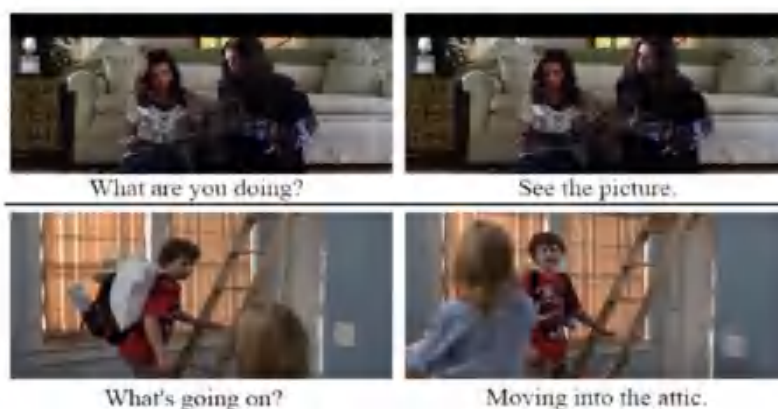 What are you doing?
See the picture.
What's going on?
Moving into the attic.